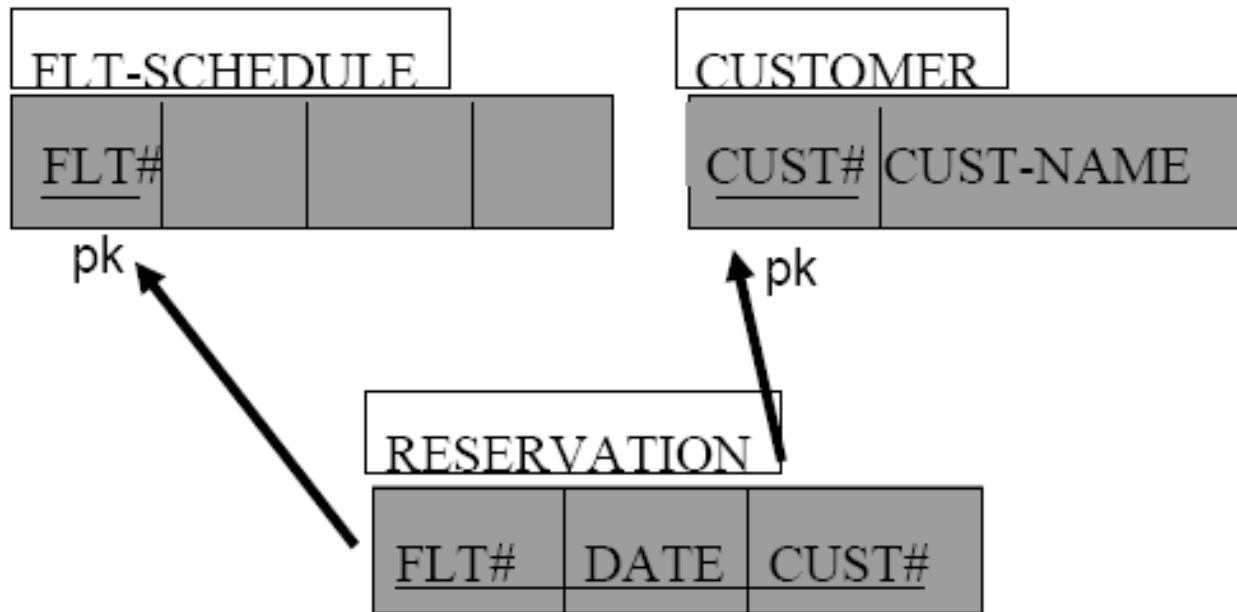 FLT-SCHEDULE
CUSTOMER
FLT#
CUST# CUST-NAME
pk
pk
RESERVATION
FLT# DATE CUST#